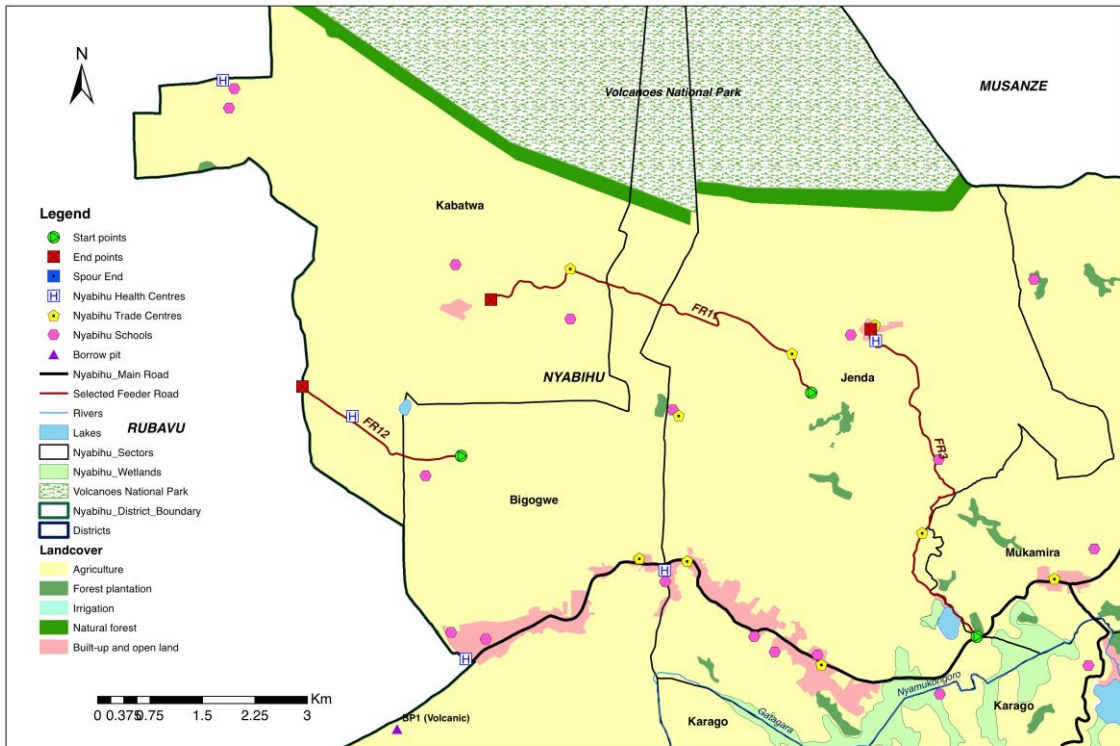 N
MUSANZE
Volcanoes National Park
Kabatwa
Legend
Start points
End points
Spour End
Nyabihu Health Centres
Nyabihu Trade Centres
Nyabihu Schools
Borrow pit
Nyabihu_Main Road
Selected Feeder Road
Rivers
Lakes
Nyabihu_Sectors
Nyabihu_Wetlands
Volcanoes National Park
Nyabihu_District_Boundary
Districts
Landcover
Agriculture
Forest plantation
Irrigation
Natural forest
Built-up and open land
H
H
H
H
H
H
FR11
NYABIHU
Jenda
RUBAVU
FR12
FR3
Bigogwe
Mukamira
Nyamukongoro
Gatagara
Karago
Karago
BP1 (Volcanic)
Km
0 0.375 0.75 1.5 2.25 3